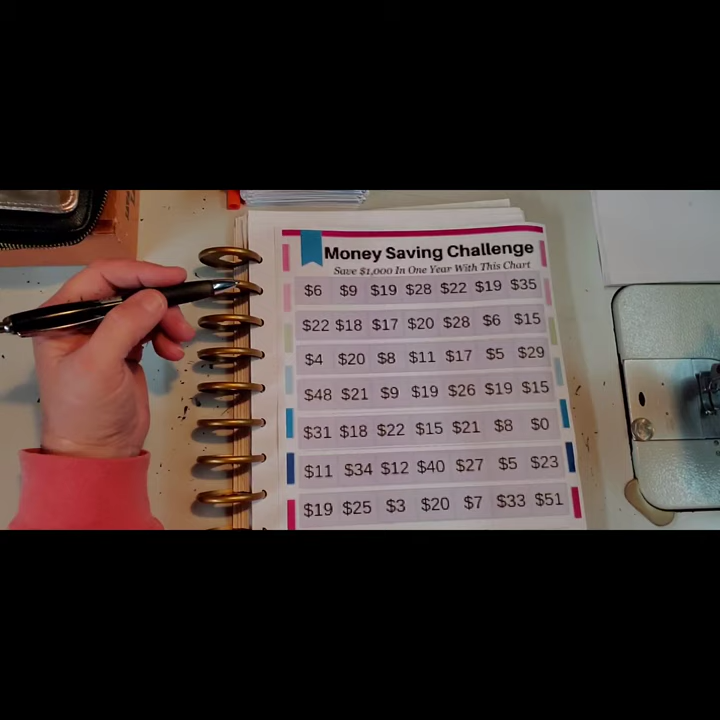 Money Saving Challenge
Save $1,000 In One Year With This Chart
$6 $9 $19 $28 $22 $19 $35
$22 $18 $17 $20 $28 $6 $15
$4 $20 $8 $11 $17 $5 $29
$48 $21 $9 $19 $26 $19 $15
$31 $18 $22 $15 $21 $8 $0
$11 $34 $12 $40 $27 $5 $23
$19 $25 $3 $20 $7 $33 $51